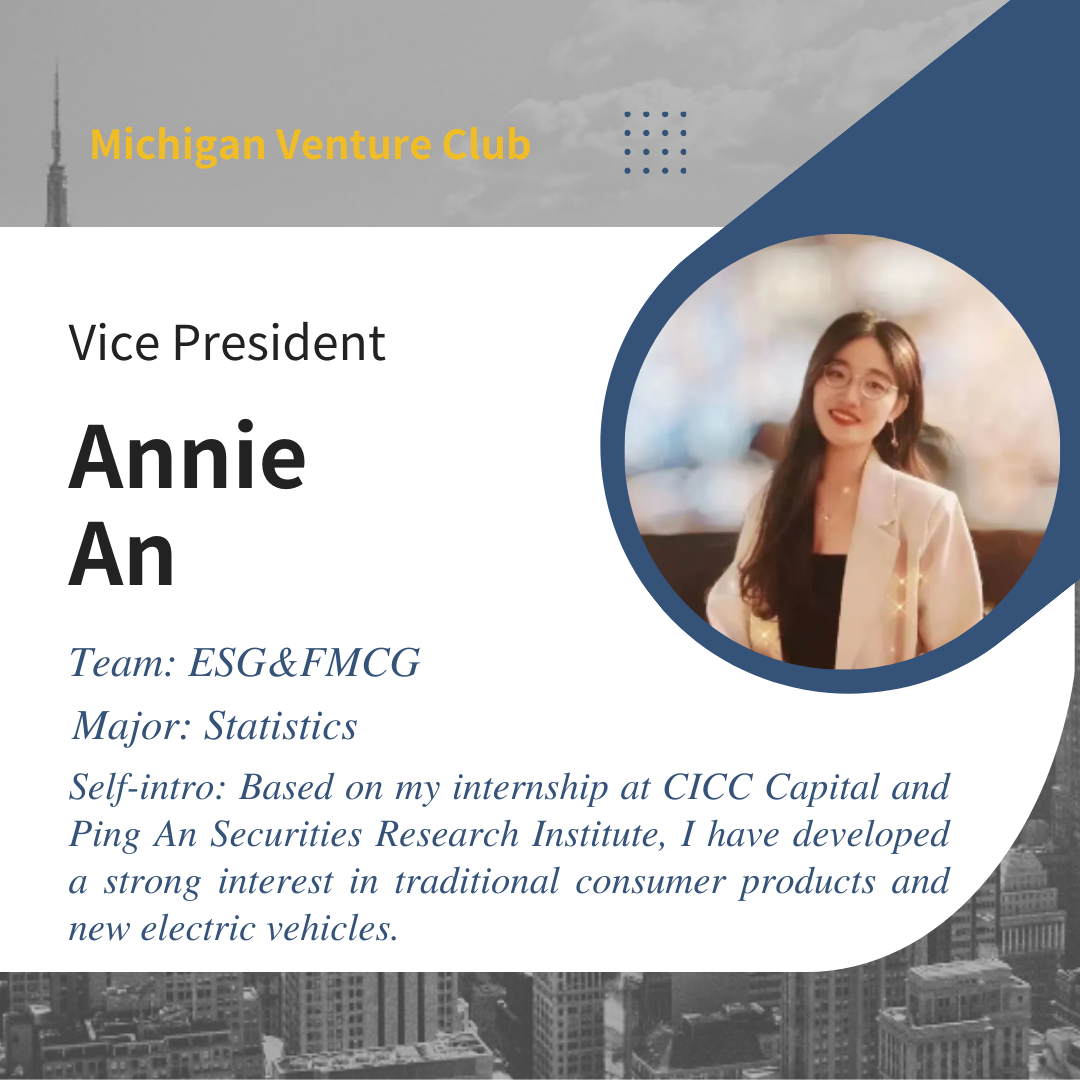 Michigan Venture Club
Vice President
Annie
An
Team: ESG&FMCG
Major: Statistics
Self-intro: Based on my internship at CICC Capital and
Ping An Securities Research Institute, I have developed
a strong interest in traditional consumer products and
new electric vehicles.